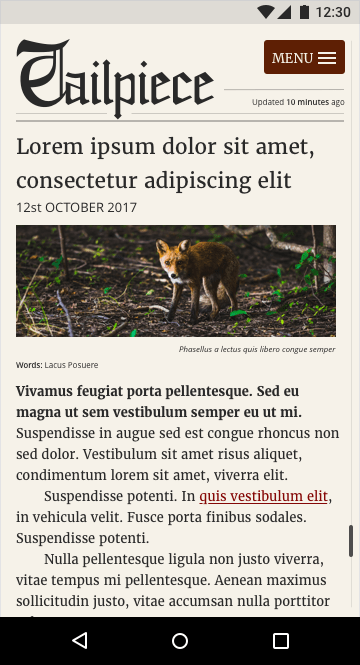 12:30
Tailpiece
MENU
Updated 10 minutes ago
Lorem ipsum dolor sit amet,
consectetur adipiscing elit
12st OCTOBER 2017
Phasellus a lectus quis libero congue semper
Words: Lacus Posuere
Vivamus feugiat porta pellentesque. Sed eu
magna ut sem vestibulum semper eu ut mi.
Suspendisse in augue sed est congue rhoncus non
sed dolor. Vestibulum sit amet risus aliquet,
condimentum lorem sit amet, viverra elit.
Suspendisse potenti. In quis vestibulum elit,
in vehicula velit. Fusce porta finibus sodales.
Suspendisse potenti.
Nulla pellentesque ligula non justo viverra,
vitae tempus mi pellentesque. Aenean maximus
sollicitudin justo, vitae accumsan nulla porttitor